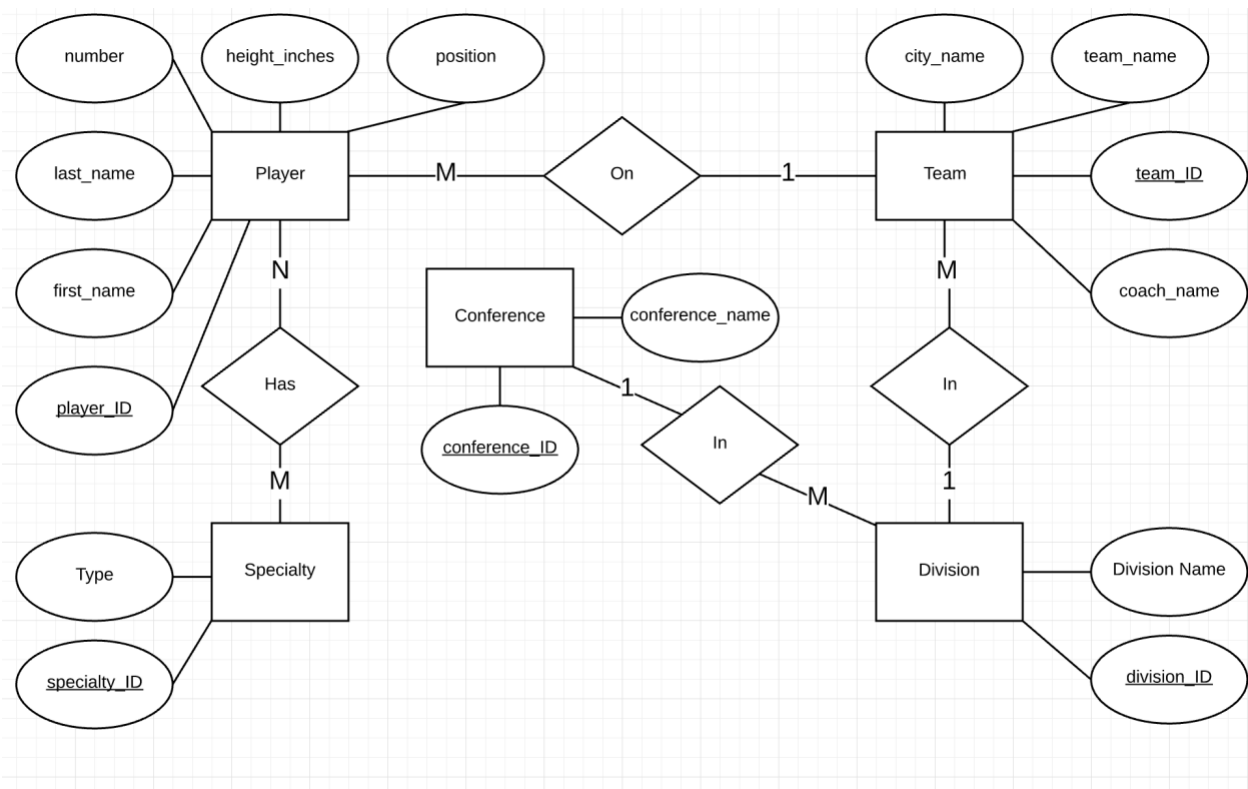 number
height_inches
position
city_name
team_name
last_name
Player
M
On
1
Team
team_ID
first_name
N
M
coach_name
Conference
conference_name
player_ID
Has
1
In
In
conference_ID
M
M
1
Type
Specialty
Division
Division Name
specialty_ID
division_ID